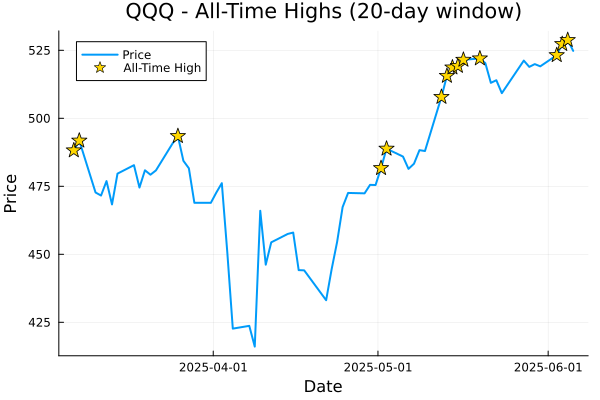 QQQ - All-Time Highs (20-day window)
Price
All-Time High
525
500
475
450
425
Price
2025-04-01
2025-05-01
2025-06-01
Date